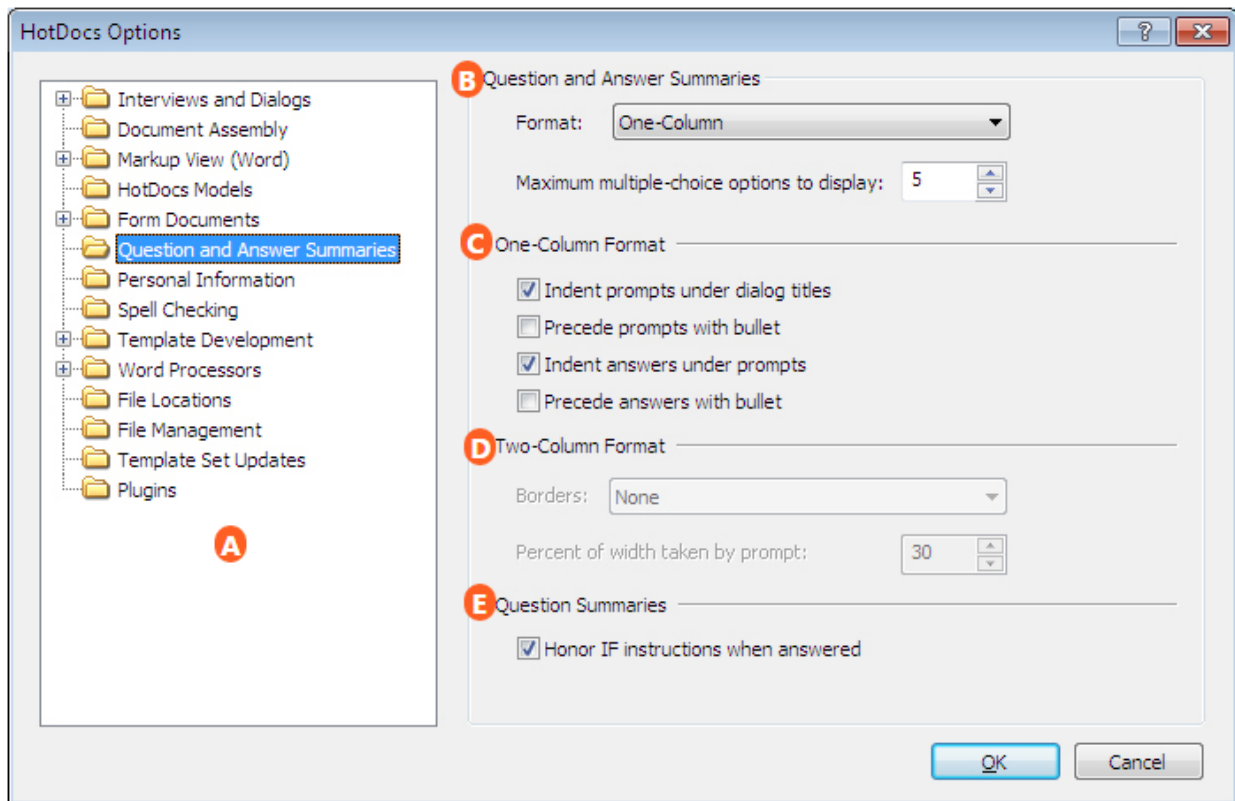 HotDocs Options
Interviews and Dialogs
Document Assembly
Markup View (Word)
HotDocs Models
Form Documents
Question and Answer Summaries
Personal Information
Spell Checking
Template Development
Word Processors
File Locations
File Management
Template Set Updates
Plugins
A
B Question and Answer Summaries
Format: One-Column
Maximum multiple-choice options to display: 5
C One-Column Format
Indent prompts under dialog titles
Precede prompts with bullet
Indent answers under prompts
Precede answers with bullet
D Two-Column Format
Borders: None
Percent of width taken by prompt: 30
E Question Summaries
Honor IF instructions when answered
OK Cancel